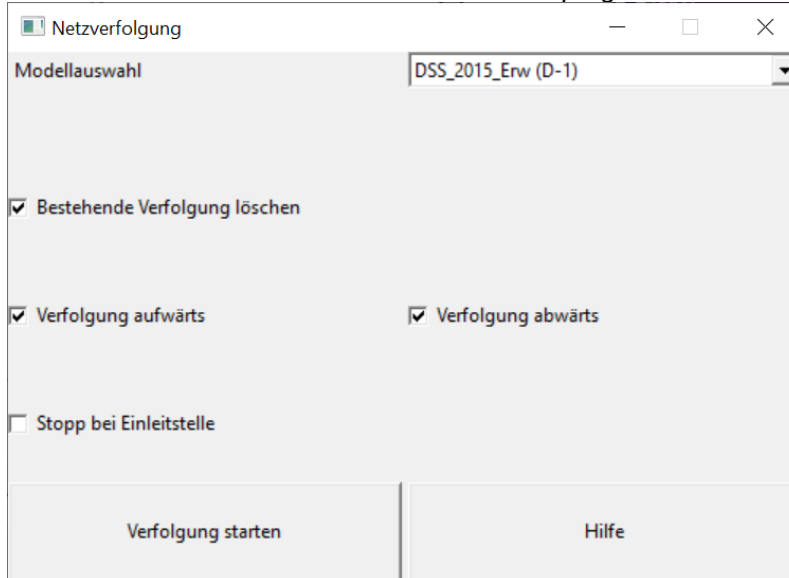 Netzverfolgung
Modellauswahl DSS_2015_Erw (D-1)
Bestehende Verfolgung löschen
Verfolgung aufwärts Verfolgung abwärts
Stopp bei Einleitstelle
Verfolgung starten Hilfe